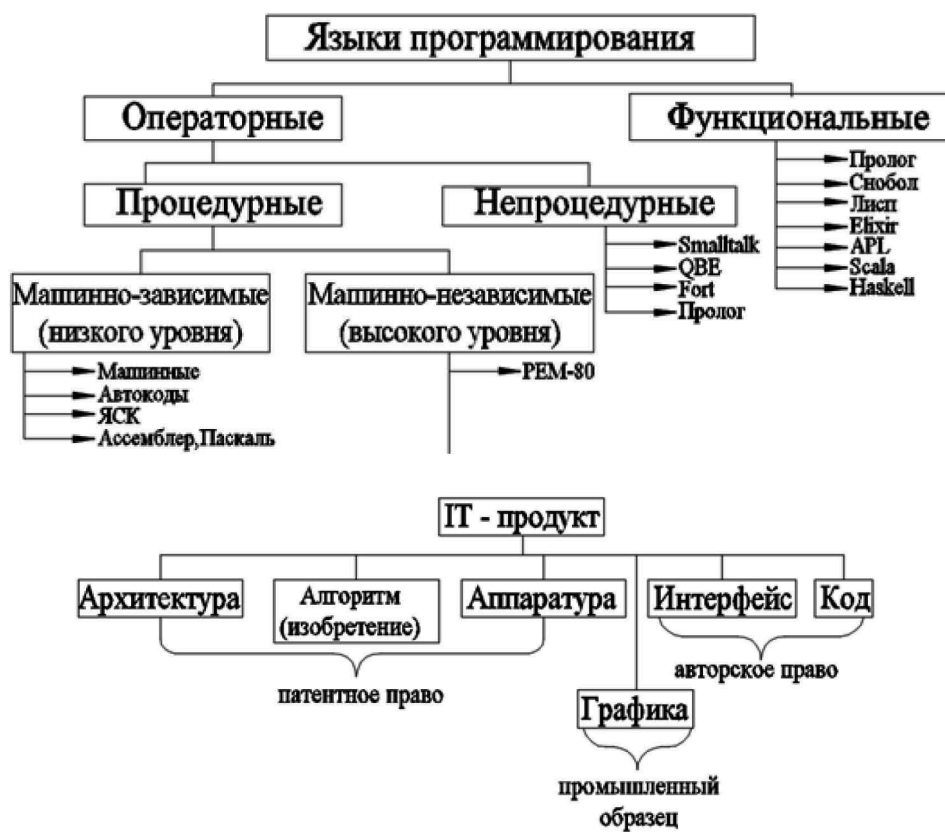 Языки программирования
Операторные
Функциональные
Пролог
Снобол
Лисп
Elixir
APL
Scala
Haskell
Процедурные
Непроцедурные
Smalltalk
QBE
Fort
Пролог
Машинно-зависимые
(низкого уровня)
Машинно-независимые
(высокого уровня)
Машинные
Автокоды
ЯСК
Ассемблер,Паскаль
РЕМ-80
IT - продукт
Архитектура
Алгоритм
(изобретение)
Аппаратура
Интерфейс
Код
патентное право
авторское право
Графика
промышленный
образец